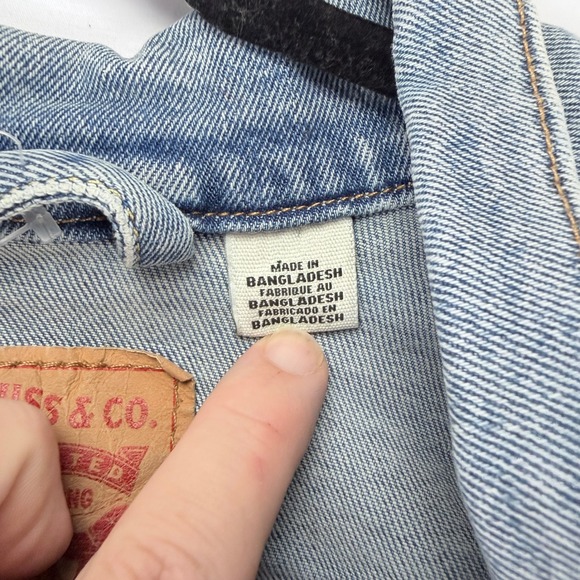 MADE IN
BANGLADESH
FABRIQUE AU
BANGLADESH
FABRICADO EN
BANGLADESH
USS & CO.